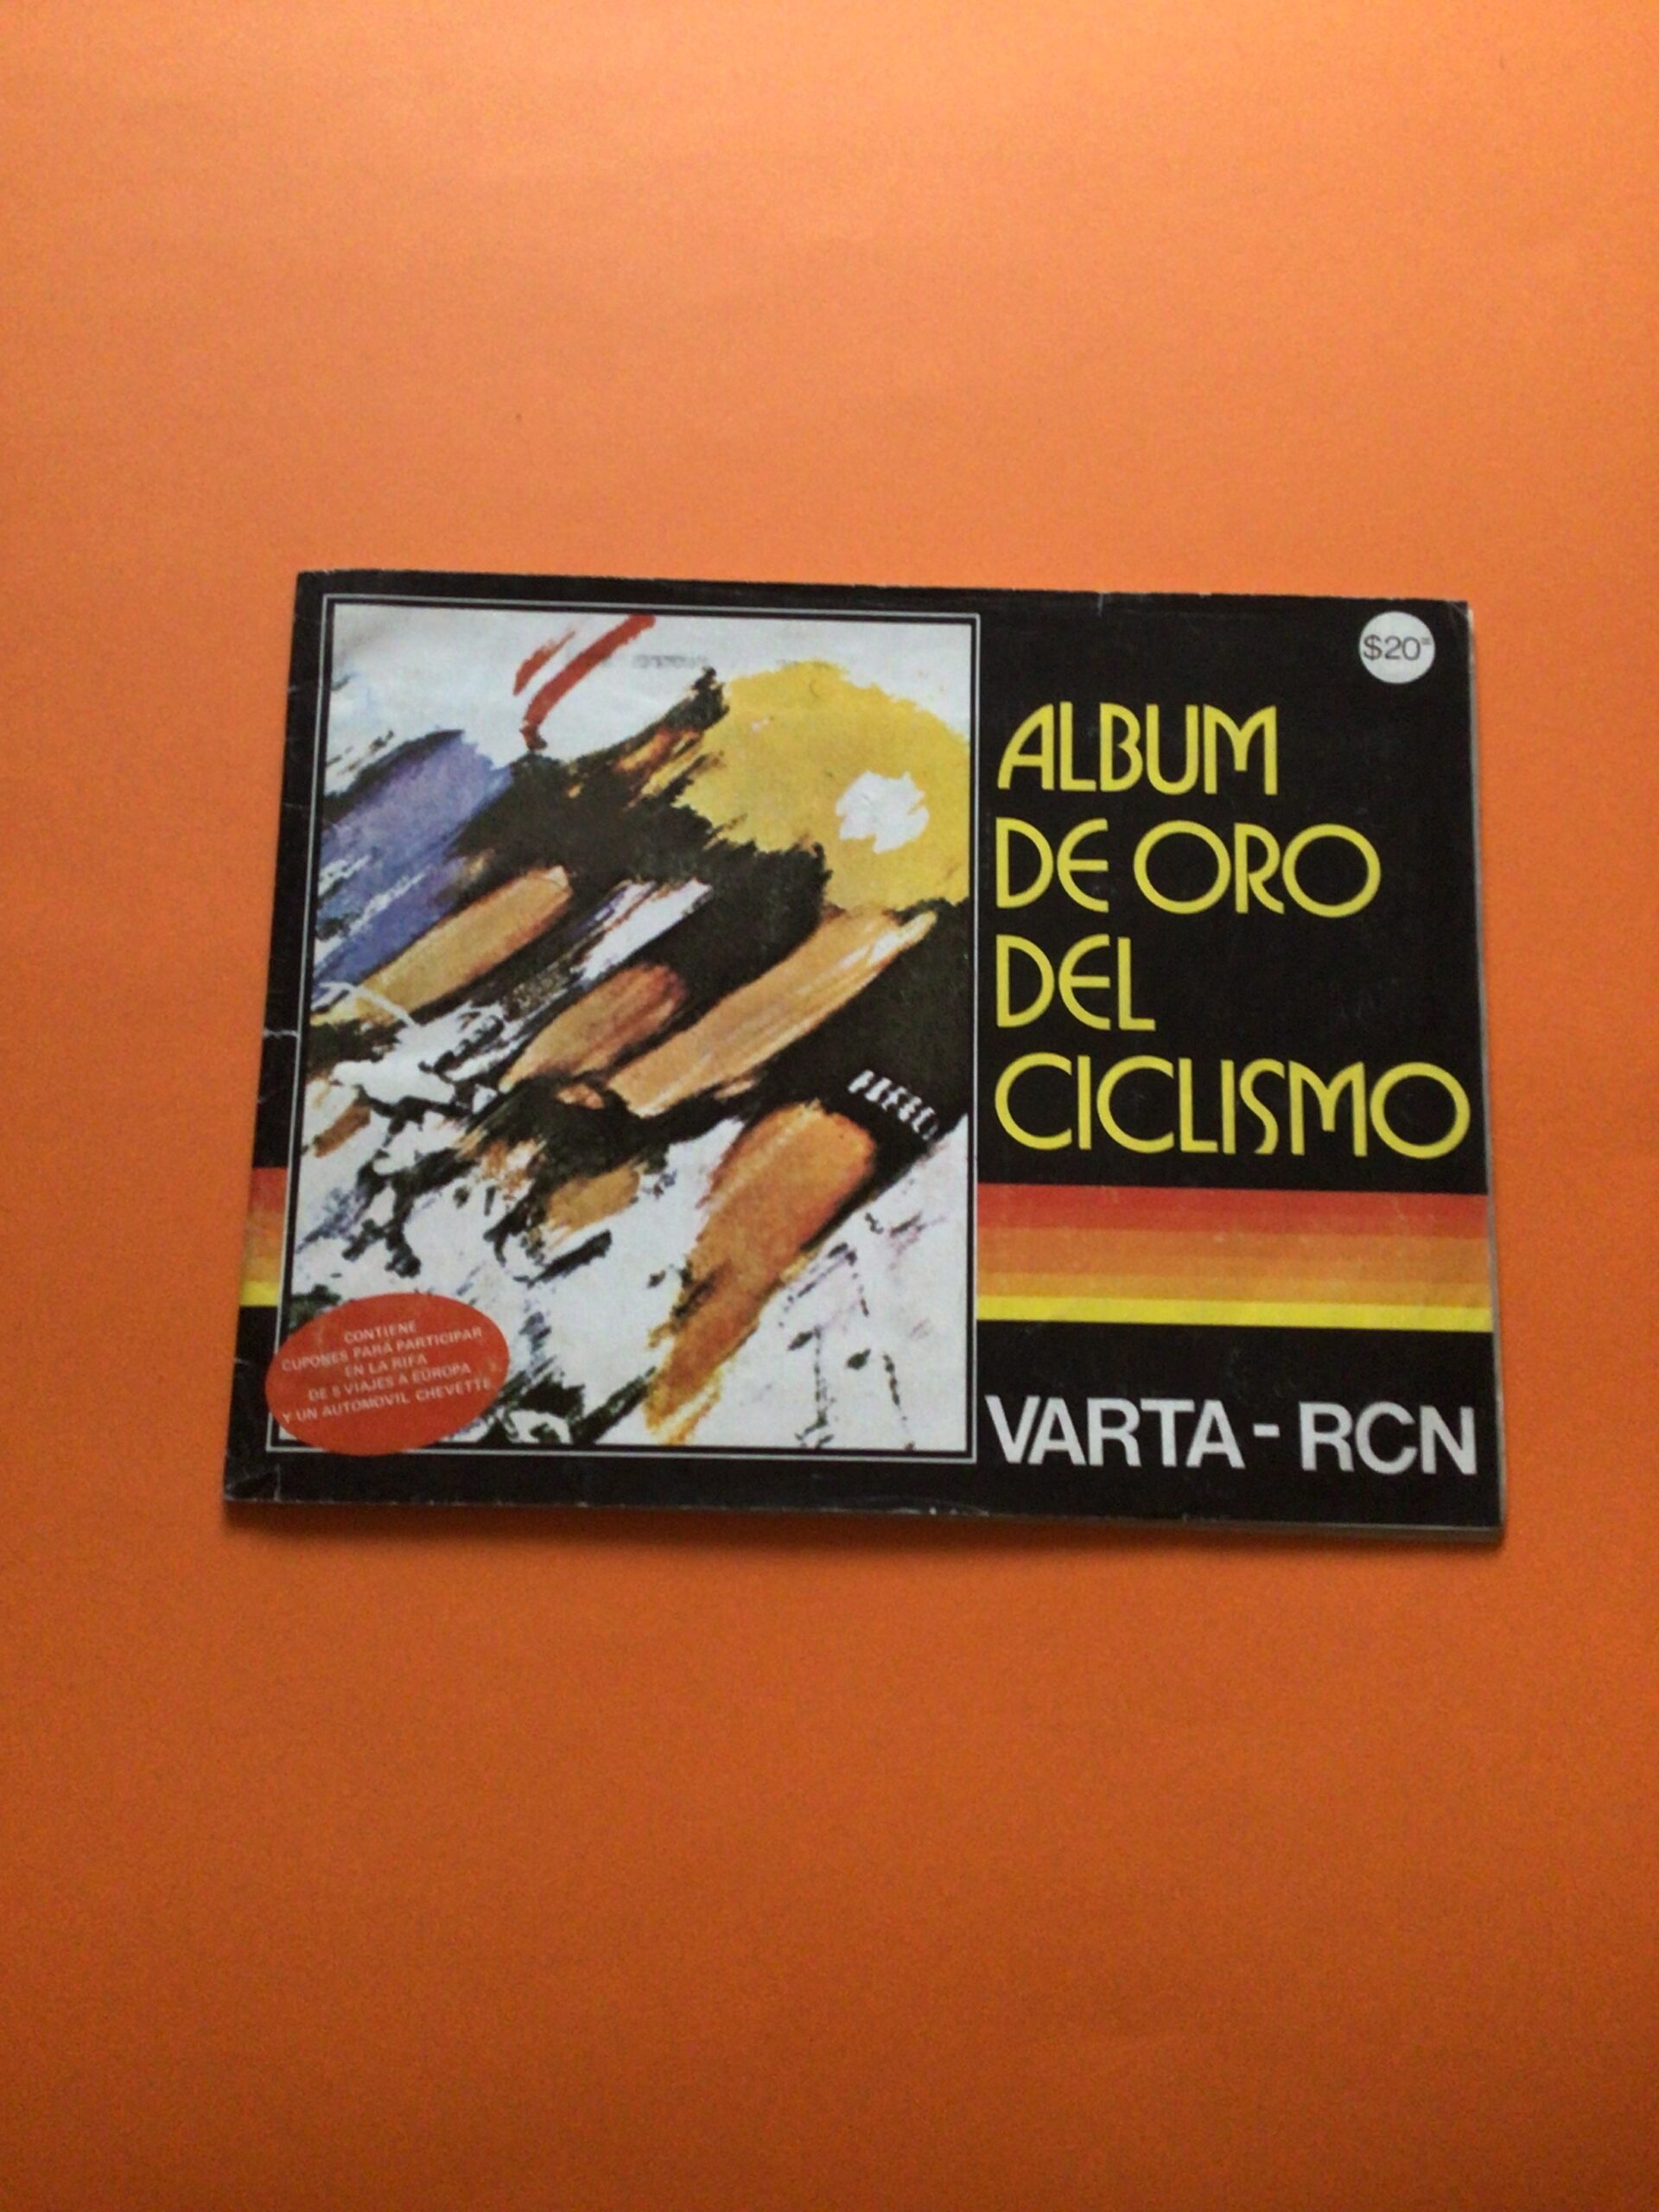 $20=
ALBUM
DE ORO
DEL
CICLISMO
VARTA - RCN
CONTIENE
CUPONES PARA PARTICIPAR
EN LA RIFA
DE 5 VIAJES A EUROPA
Y UN AUTOMOVIL CHEVETTE